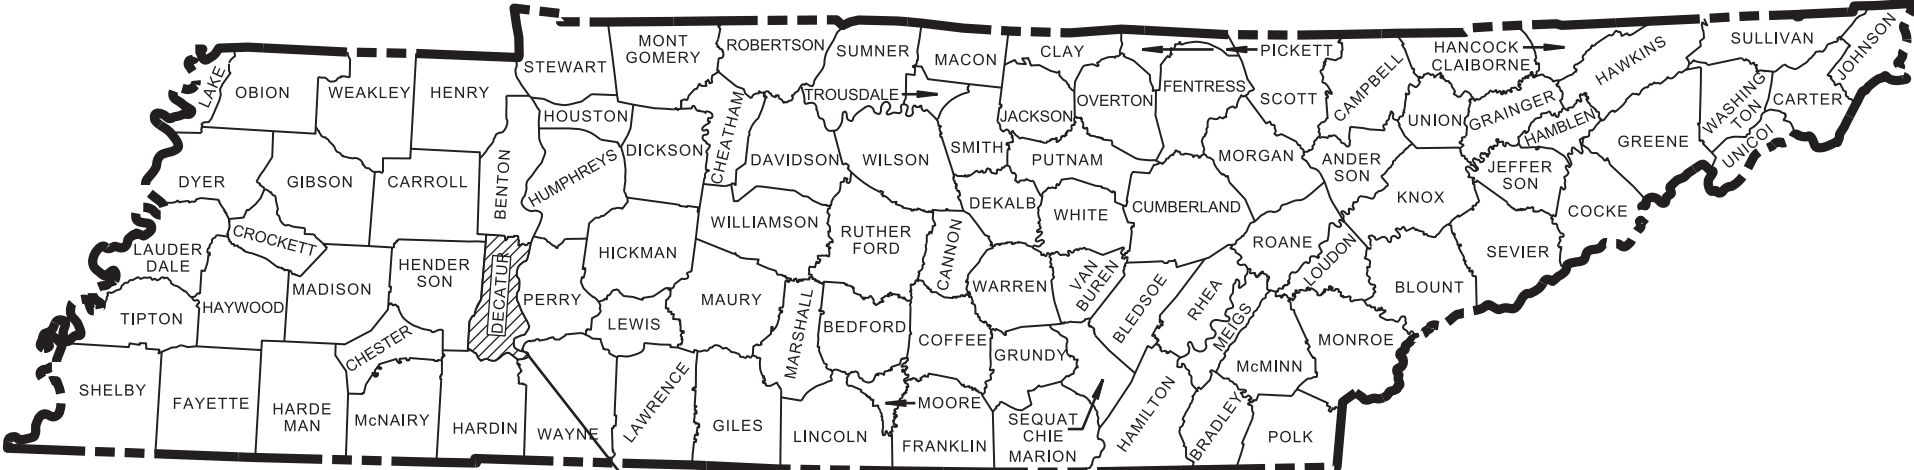 MONT
GOMERY
ROBERTSON
SUMNER
MACON
CLAY
PICKETT
HANCOCK
CLAIBORNE
HAWKINS
SULLIVAN
JOHNSON
LAKE
OBION
WEAKLEY
HENRY
STEWART
HOUSTON
CHEATHAM
TROUSDALE
JACKSON
OVERTON
FENTRESS
SCOTT
CAMPBELL
UNION
GRAINGER
HAMBLEN
GREENE
WASHING
TON
CARTER
UNICOI
DYER
GIBSON
CARROLL
BENTON
HUMPHREYS
DICKSON
DAVIDSON
WILSON
SMITH
PUTNAM
MORGAN
ANDER
SON
KNOX
JEFFER
SON
COCKE
LAUDER
DALE
CROCKETT
HENDER
SON
DECATUR
HICKMAN
WILLIAMSON
RUTHER
FORD
CANNON
DEKALB
WHITE
CUMBERLAND
ROANE
LOUDON
SEVIER
TIPTON
HAYWOOD
MADISON
CHESTER
PERRY
LEWIS
MAURY
MARSHALL
BEDFORD
COFFEE
WARREN
VAN
BUREN
BLEDSOE
RHEA
MEIGS
BLOUNT
MONROE
SHELBY
FAYETTE
HARDE
MAN
McNAIRY
HARDIN
WAYNE
LAWRENCE
GILES
LINCOLN
MOORE
FRANKLIN
GRUNDY
SEQUAT
CHIE
MARION
HAMILTON
BRADLEY
McMINN
POLK